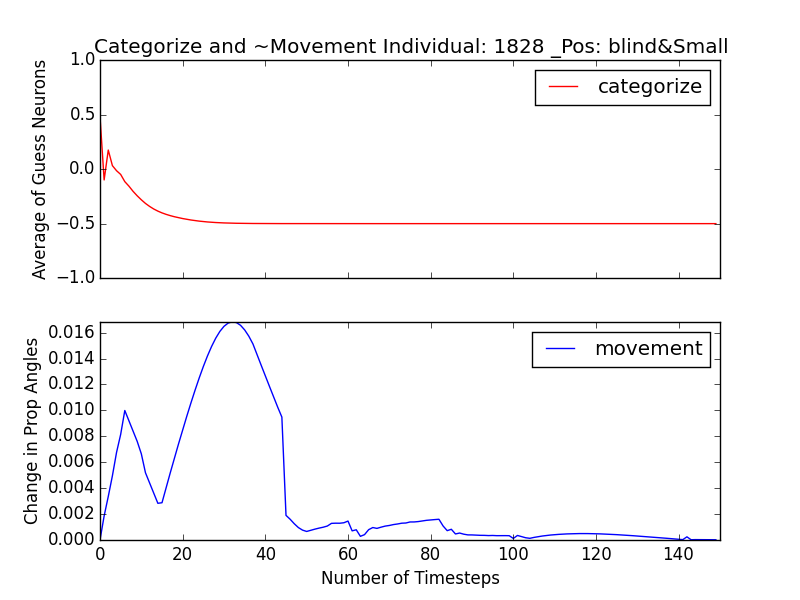 Categorize and ~Movement Individual: 1828 _Pos: blind&Small
1.0
0.5
0.0
−0.5
−1.0
Average of Guess Neurons
categorize
0.016
0.014
0.012
0.010
0.008
0.006
0.004
0.002
0.000
Change in Prop Angles
movement
0 20 40 60 80 100 120 140
Number of Timesteps